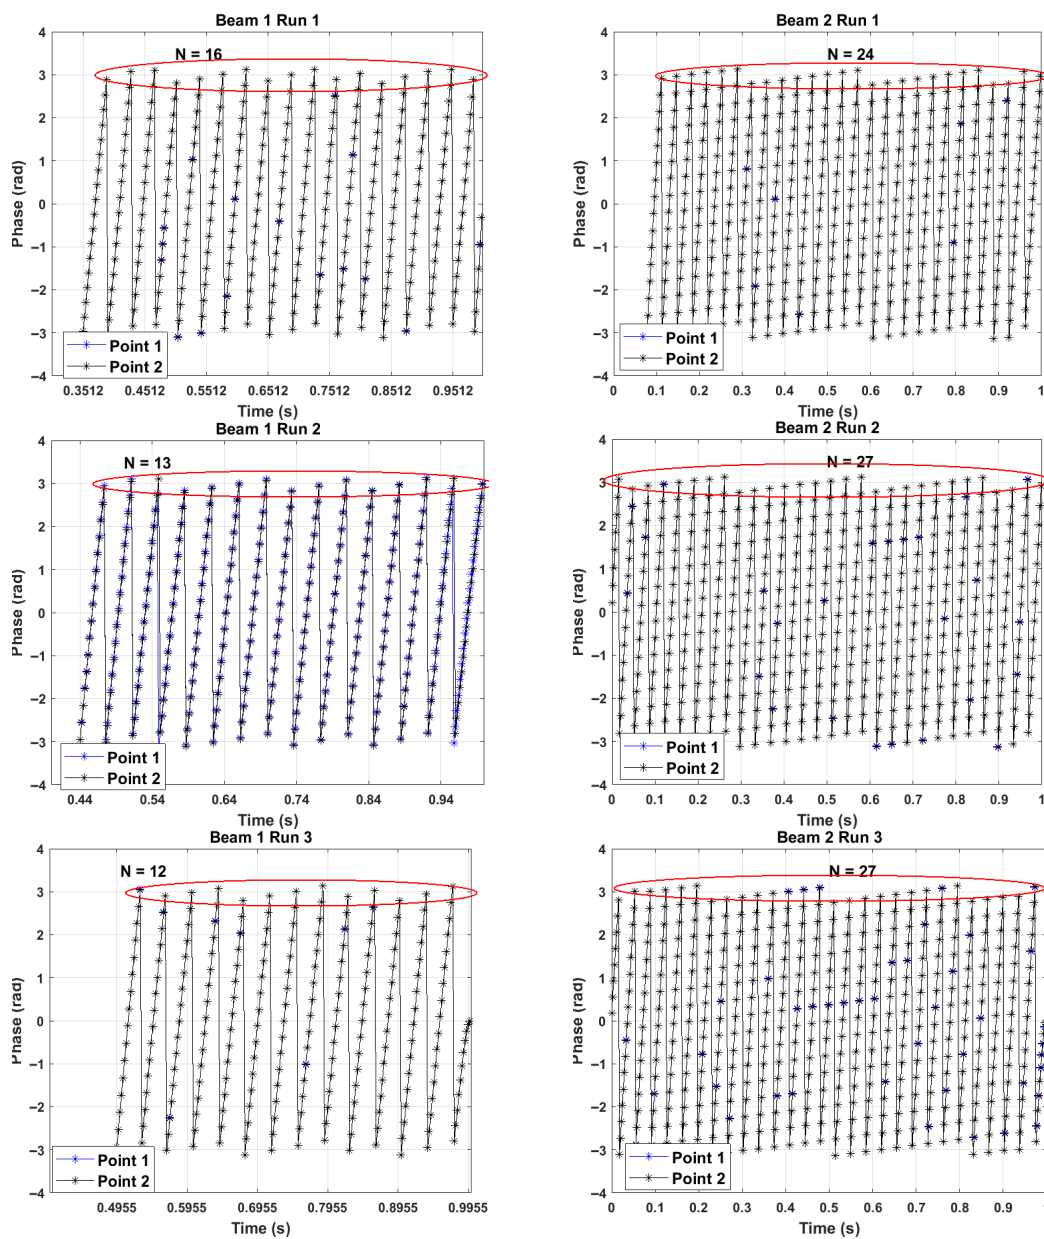 Beam 1 Run 1
N = 16
Phase (rad)
4
3
2
1
0
−1
−2
−3
−4
Point 1
Point 2
0.3512 0.4512 0.5512 0.6512 0.7512 0.8512 0.9512
Time (s)
Beam 2 Run 1
N = 24
Phase (rad)
4
3
2
1
0
−1
−2
−3
−4
Point 1
Point 2
0 0.1 0.2 0.3 0.4 0.5 0.6 0.7 0.8 0.9 1
Time (s)
Beam 1 Run 2
N = 13
Phase (rad)
4
3
2
1
0
−1
−2
−3
−4
Point 1
Point 2
0.44 0.54 0.64 0.74 0.84 0.94
Time (s)
Beam 2 Run 2
N = 27
Phase (rad)
4
3
2
1
0
−1
−2
−3
−4
Point 1
Point 2
0 0.1 0.2 0.3 0.4 0.5 0.6 0.7 0.8 0.9 1
Time (s)
Beam 1 Run 3
N = 12
Phase (rad)
4
3
2
1
0
−1
−2
−3
−4
Point 1
Point 2
0.4955 0.5955 0.6955 0.7955 0.8955 0.9955
Time (s)
Beam 2 Run 3
N = 27
Phase (rad)
4
3
2
1
0
−1
−2
−3
−4
Point 1
Point 2
0 0.1 0.2 0.3 0.4 0.5 0.6 0.7 0.8 0.9 1
Time (s)